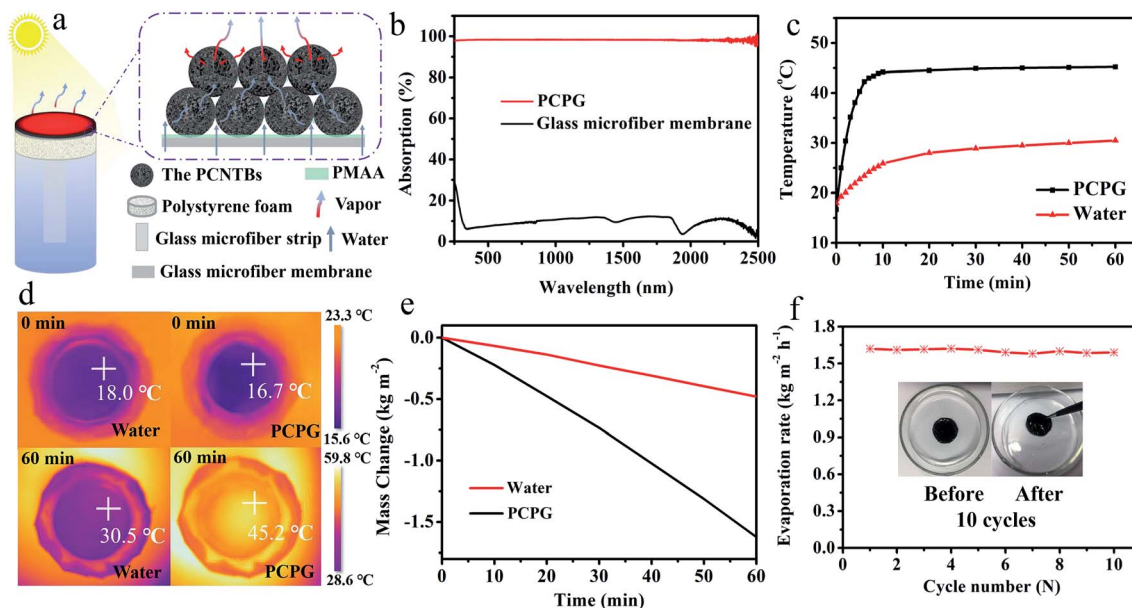 a
The PCNTBs
PMAA
Polystyrene foam
Vapor
Glass microfiber strip
Water
Glass microfiber membrane
b
Absorption (%)
100
80
60
40
20
0
PCPG
Glass microfiber membrane
500
1000
1500
2000
2500
Wavelength (nm)
c
Temperature (°C)
50
40
30
20
10
PCPG
Water
0
10
20
30
40
50
60
Time (min)
d
0 min
18.0 °C
Water
0 min
16.7 °C
PCPG
23.3 °C
15.6 °C
60 min
30.5 °C
Water
60 min
45.2 °C
PCPG
59.8 °C
28.6 °C
e
Mass Change (kg m⁻²)
0.0
-0.5
-1.0
-1.5
Water
PCPG
0
10
20
30
40
50
60
Time (min)
f
Evaporation rate (kg m⁻² h⁻¹)
1.8
1.5
1.2
0.9
0.6
0.3
0.0
Before
After
10 cycles
0
2
4
6
8
10
Cycle number (N)